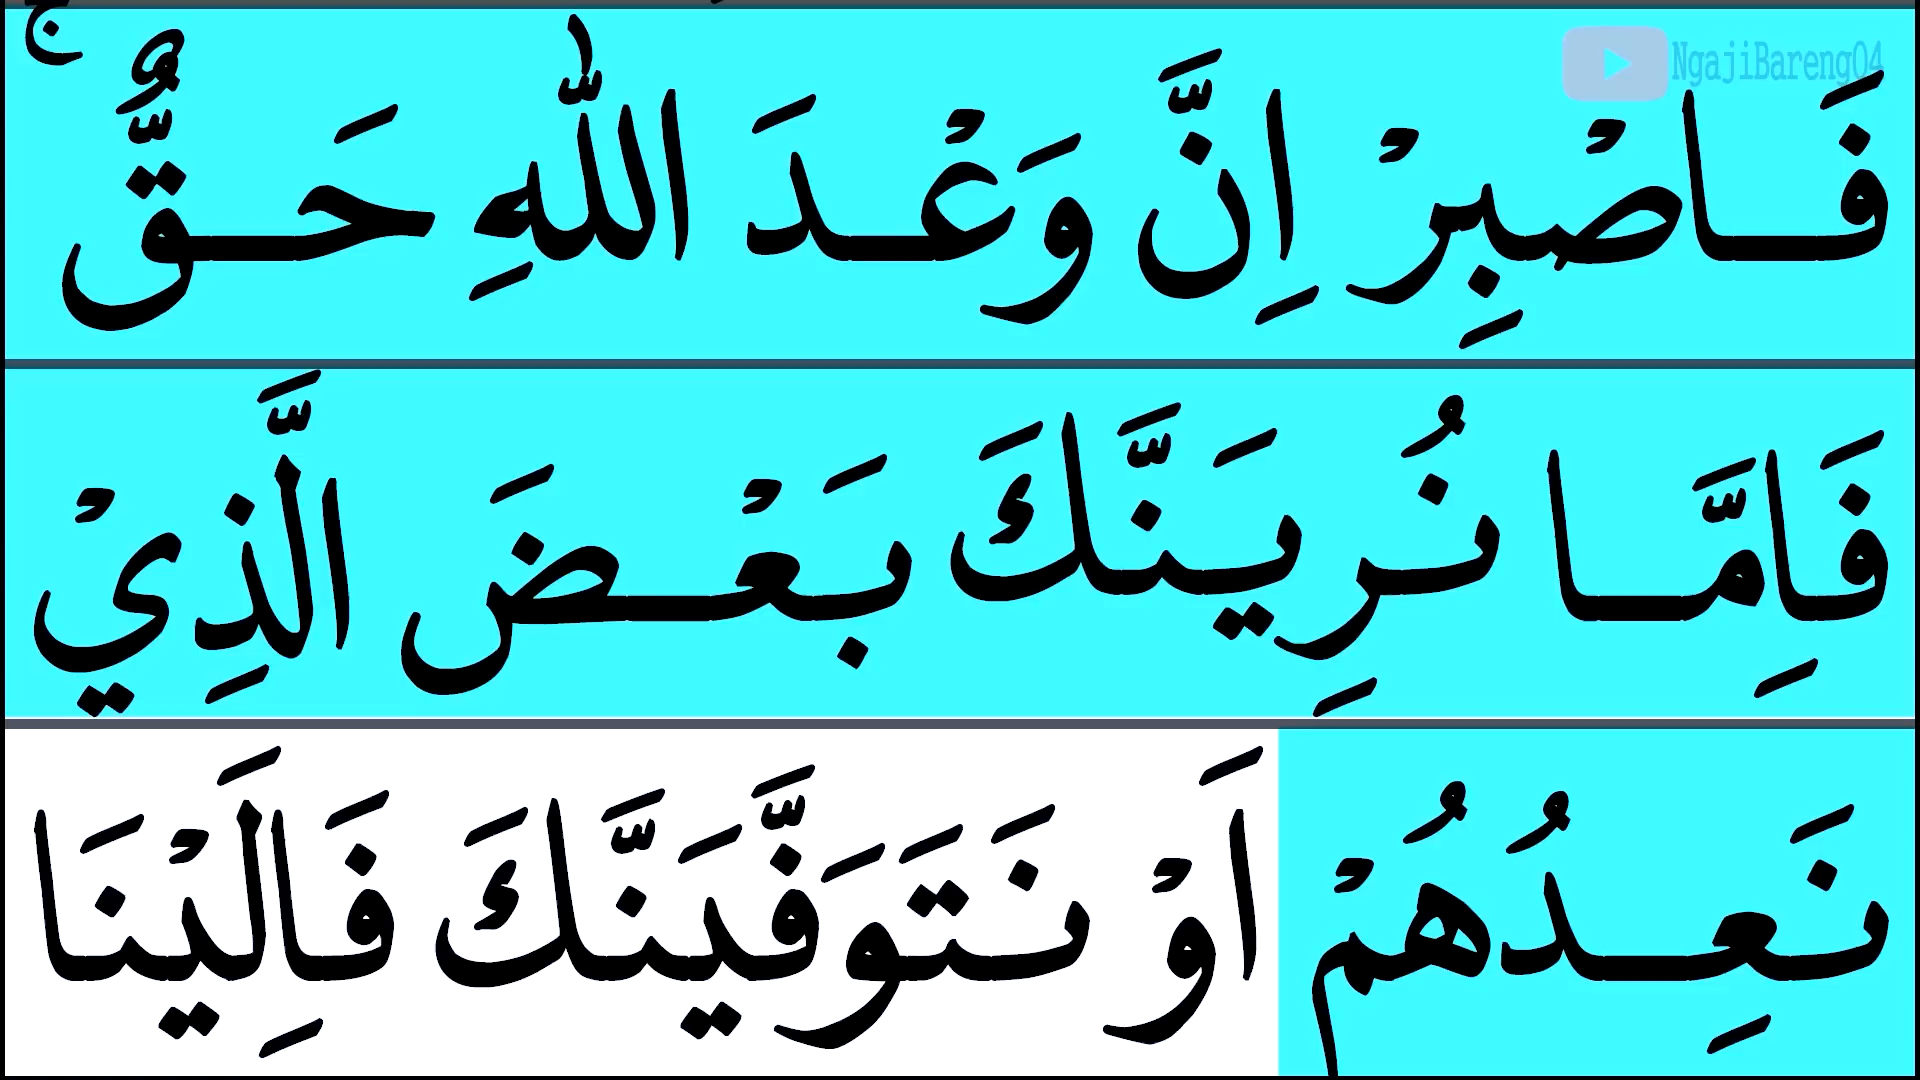 NgajiBareng04
فَاصْبِرْ اِنَّ وَعْدَ اللّٰهِ حَقٌّ ۚ
فَاِمَّا نُرِيَنَّكَ بَعْضَ الَّذِيْ
نَعِدُهُمْ اَوْ نَتَوَفَّيَنَّكَ فَاِلَيْنَا